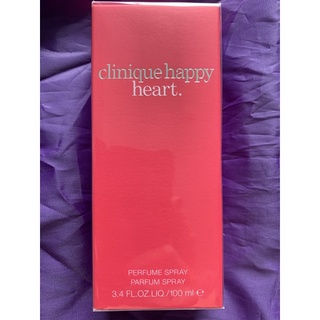 clinique happy
heart.
PERFUME SPRAY
PARFUM SPRAY
3.4 FL.OZ.LIQ./100 ml ℮